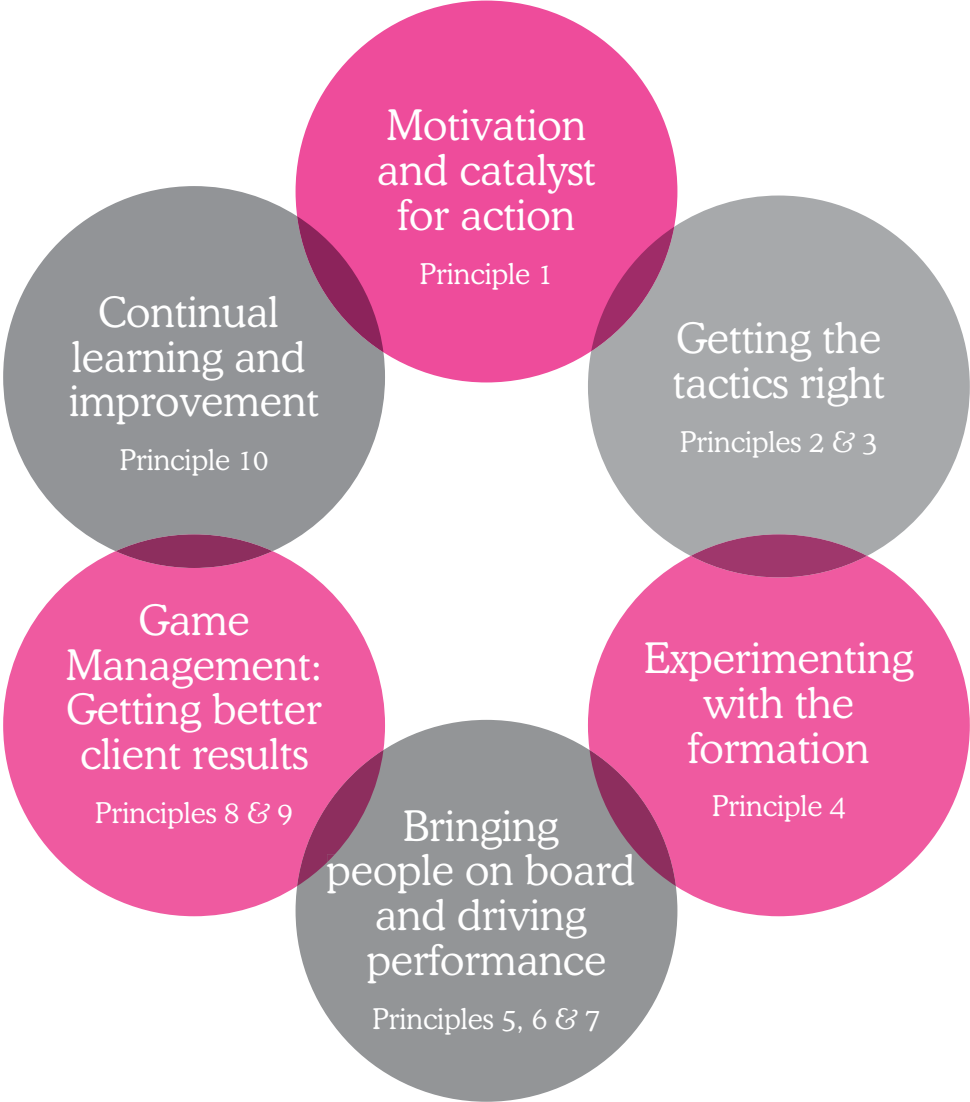 Motivation
and catalyst
for action
Principle 1
Getting the
tactics right
Principles 2 & 3
Experimenting
with the
formation
Principle 4
Bringing
people on board
and driving
performance
Principles 5, 6 & 7
Game
Management:
Getting better
client results
Principles 8 & 9
Continual
learning and
improvement
Principle 10